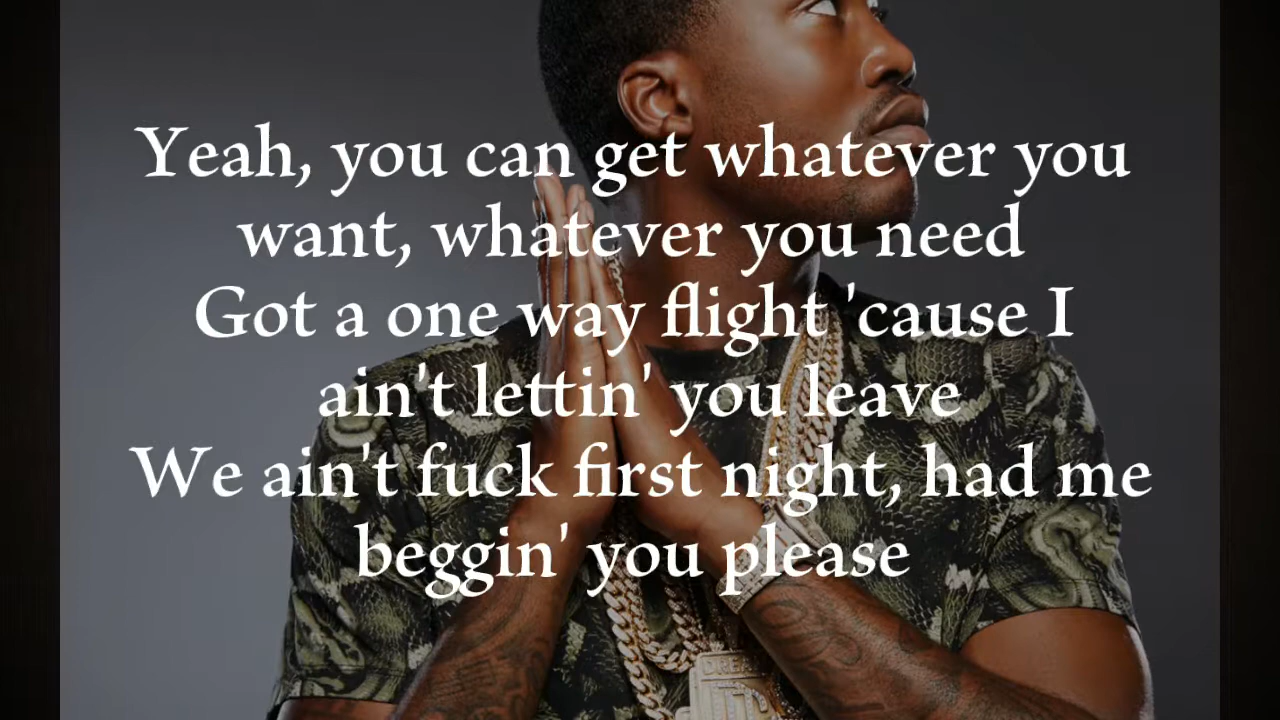 Yeah, you can get whatever you
want, whatever you need
Got a one way flight 'cause I
ain't lettin' you leave
We ain't fuck first night, had me
beggin' you please
DREA